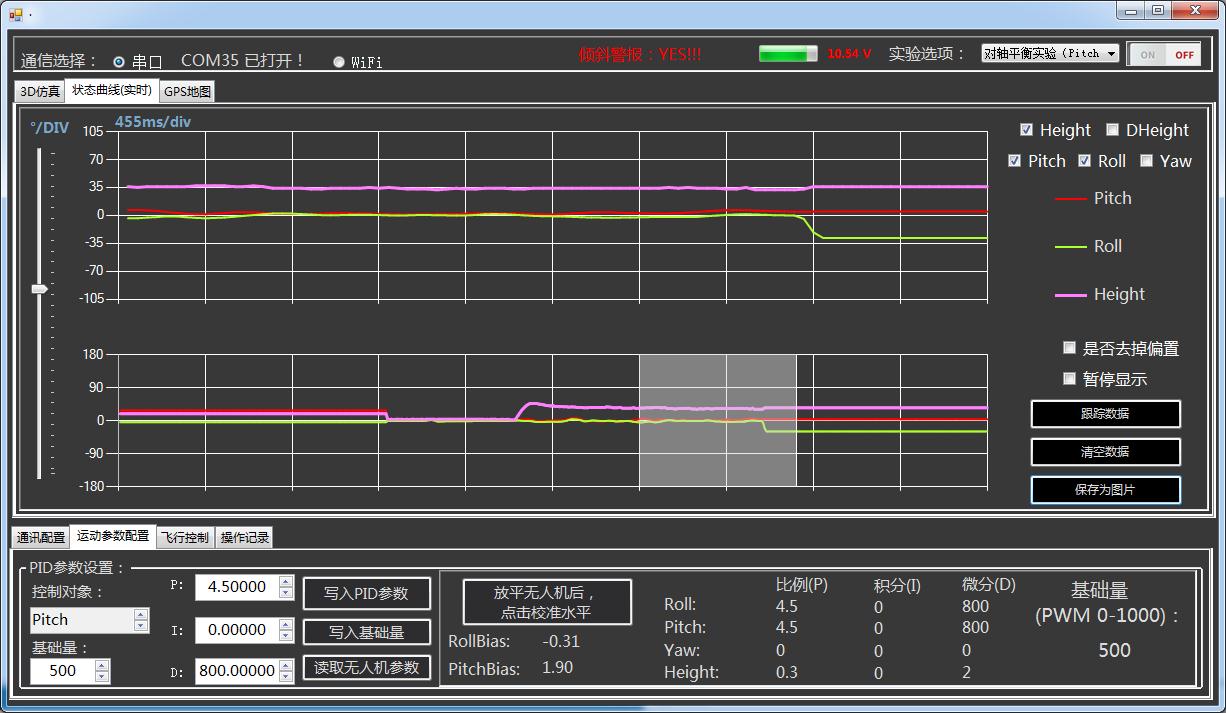 通信选择： 串口 COM35 已打开！ WiFi 倾斜警报：YES!!! 10.54 V 实验选项： 对轴平衡实验（Pitch ON OFF
3D仿真 状态曲线(实时) GPS地图
°/DIV 455ms/div
105
70
35
0
-35
-70
-105
180
90
0
-90
-180
Height DHeight
Pitch Roll Yaw
Pitch
Roll
Height
是否去掉偏置
暂停显示
跟踪数据
清空数据
保存为图片
通讯配置 运动参数配置 飞行控制 操作记录
PID参数设置：
控制对象：
Pitch
基础量：
500
P: 4.50000
I: 0.00000
D: 800.00000
写入PID参数
写入基础量
读取无人机参数
放平无人机后，
点击校准水平
RollBias: -0.31
PitchBias: 1.90
比例(P) 积分(I) 微分(D)
Roll: 4.5 0 800
Pitch: 4.5 0 800
Yaw: 0 0 0
Height: 0.3 0 2
基础量
(PWM 0-1000)：
500